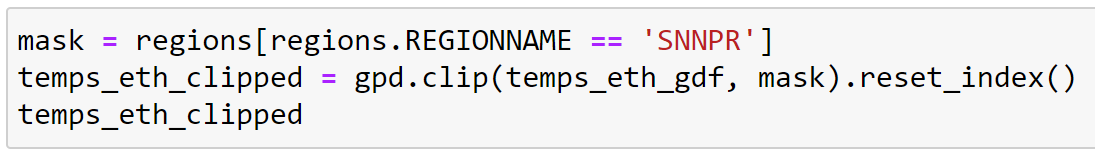 mask = regions[regions.REGIONNAME == 'SNNPR']
temps_eth_clipped = gpd.clip(temps_eth_gdf, mask).reset_index()
temps_eth_clipped